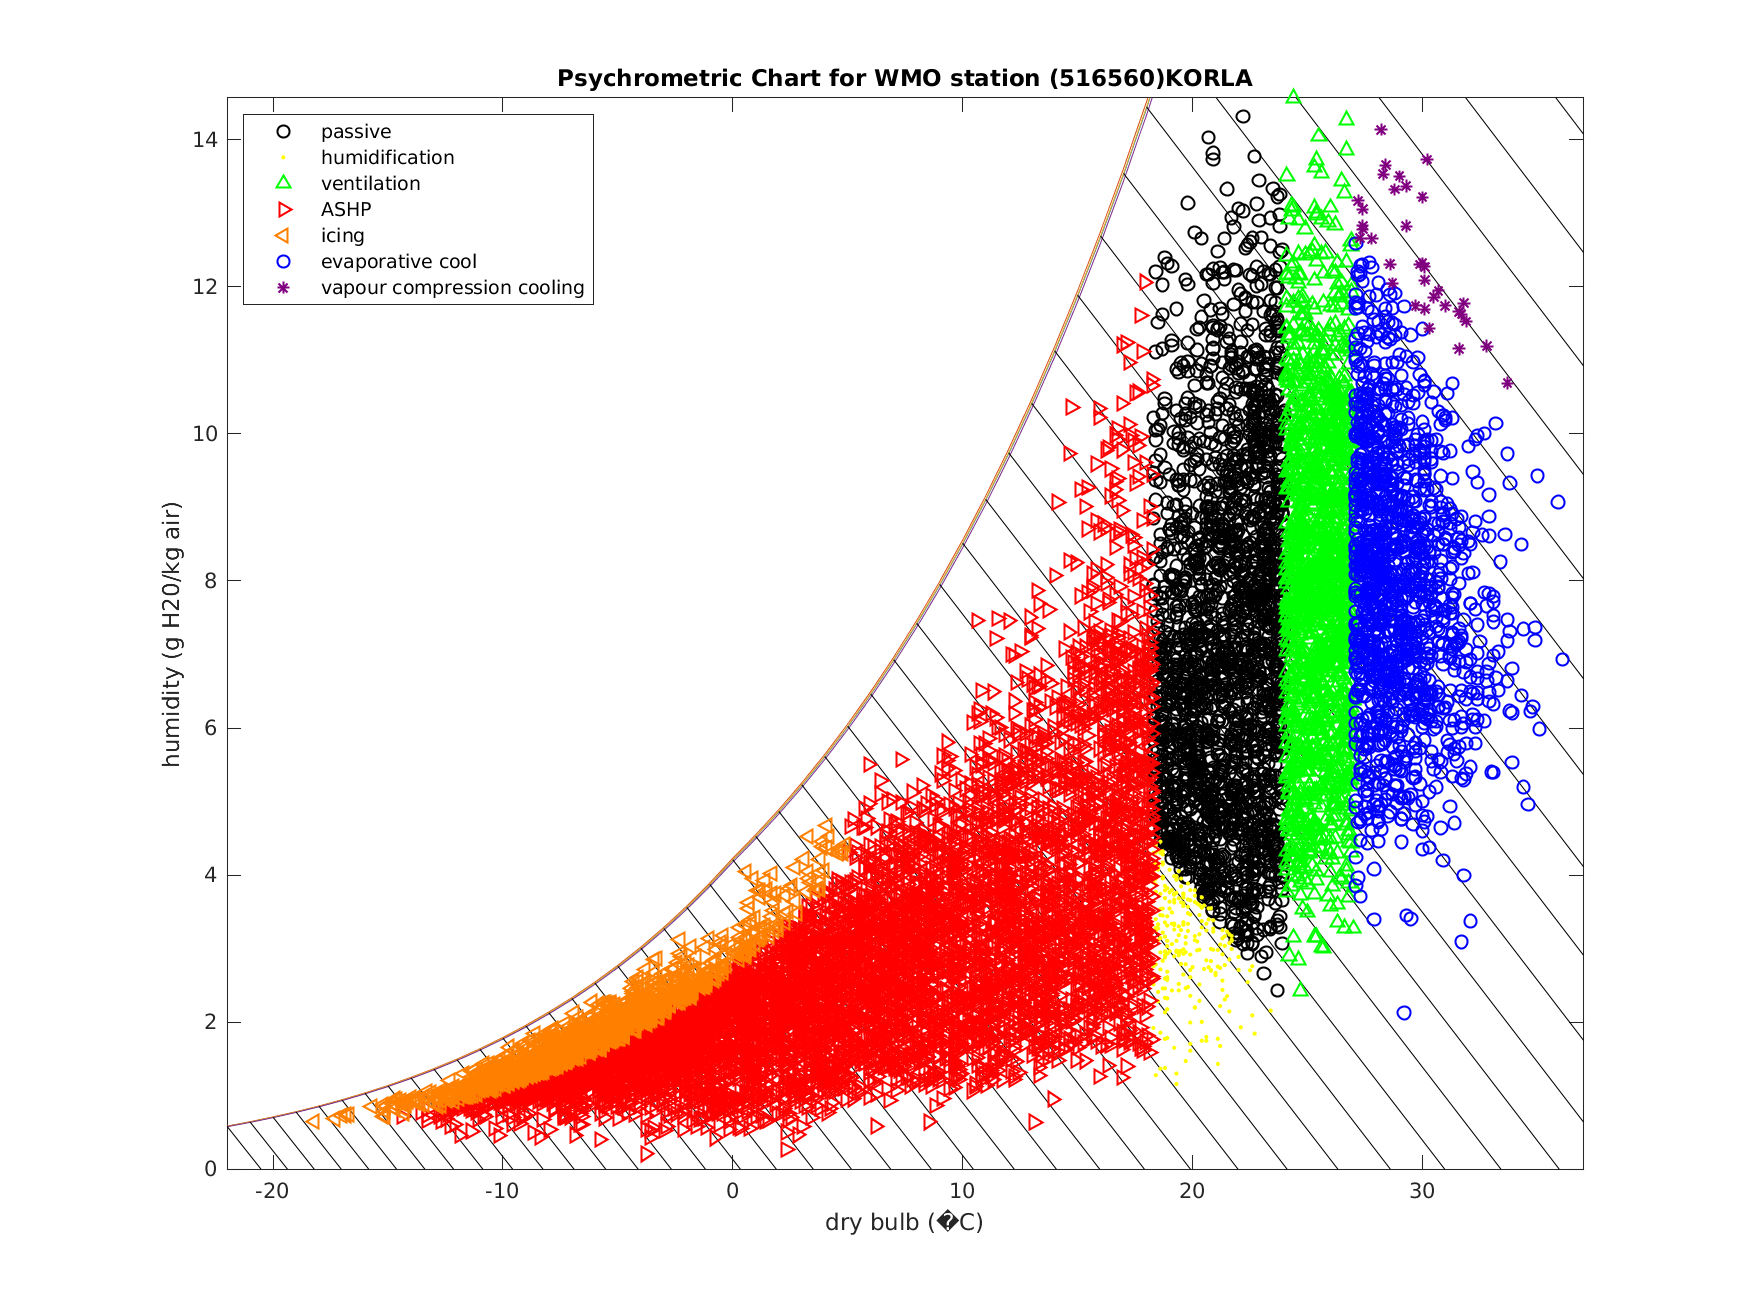 Psychrometric Chart for WMO station (516560)KORLA
passive
humidification
ventilation
ASHP
icing
evaporative cool
vapour compression cooling
humidity (g H20/kg air)
14
12
10
8
6
4
2
0
-20
-10
0
10
20
30
dry bulb (�C)